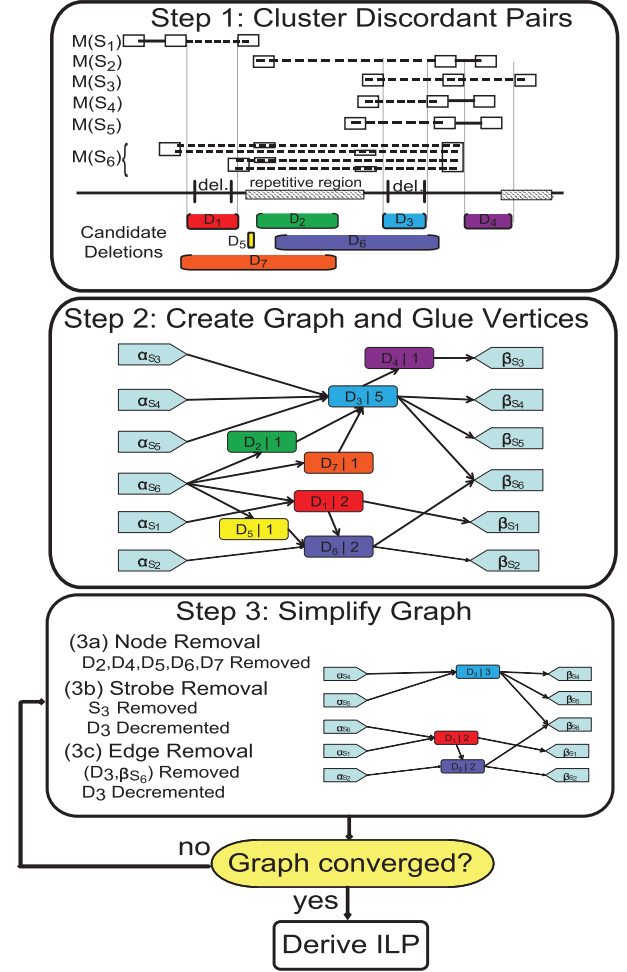 Step 1: Cluster Discordant Pairs
M(S1)
M(S2)
M(S3)
M(S4)
M(S5)
M(S6)
del.
repetitive region
del.
D1
D2
D3
D4
Candidate
Deletions
D5
D6
D7
Step 2: Create Graph and Glue Vertices
αS3
D4 | 1
βS3
αS4
D3 | 5
βS4
αS5
D2 | 1
βS5
αS6
D7 | 1
βS6
αS1
D1 | 2
βS1
D5 | 1
αS2
D6 | 2
βS2
Step 3: Simplify Graph
(3a) Node Removal
D2,D4,D5,D6,D7 Removed
(3b) Strobe Removal
S3 Removed
D3 Decremented
(3c) Edge Removal
(D3,βS6) Removed
D3 Decremented
αS4
D3 | 3
βS4
αS5
βS5
αS6
βS6
D1 | 2
αS1
βS1
αS2
D6 | 2
βS2
no
Graph converged?
yes
Derive ILP